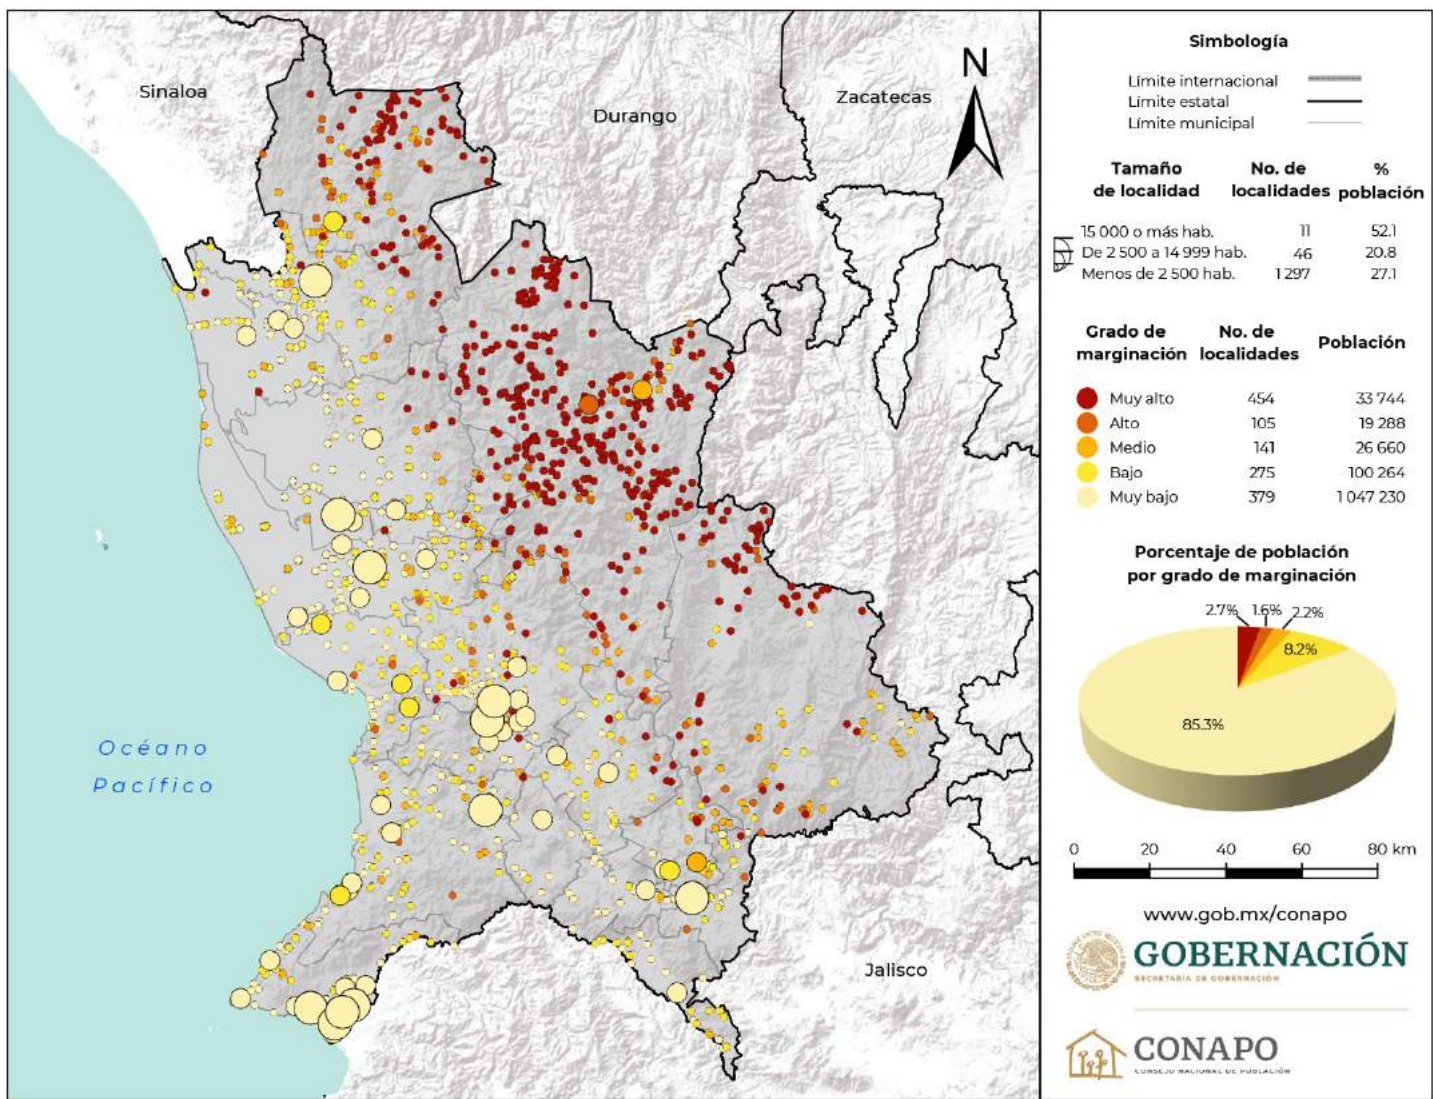 Sinaloa
Durango
Zacatecas
N
Océano
Pacífico
Jalisco
Simbología
Límite internacional
Límite estatal
Límite municipal
Tamaño de localidad No. de localidades % población
15 000 o más hab. 11 52.1
De 2 500 a 14 999 hab. 46 20.8
Menos de 2 500 hab. 1 297 27.1
Grado de marginación No. de localidades Población
Muy alto 454 33 744
Alto 105 19 288
Medio 141 26 660
Bajo 275 100 264
Muy bajo 379 1 047 230
Porcentaje de población
por grado de marginación
2.7% 1.6% 2.2%
8.2%
85.3%
0 20 40 60 80 km
www.gob.mx/conapo
GOBERNACIÓN
SECRETARÍA DE GOBERNACIÓN
CONAPO
CONSEJO NACIONAL DE POBLACIÓN